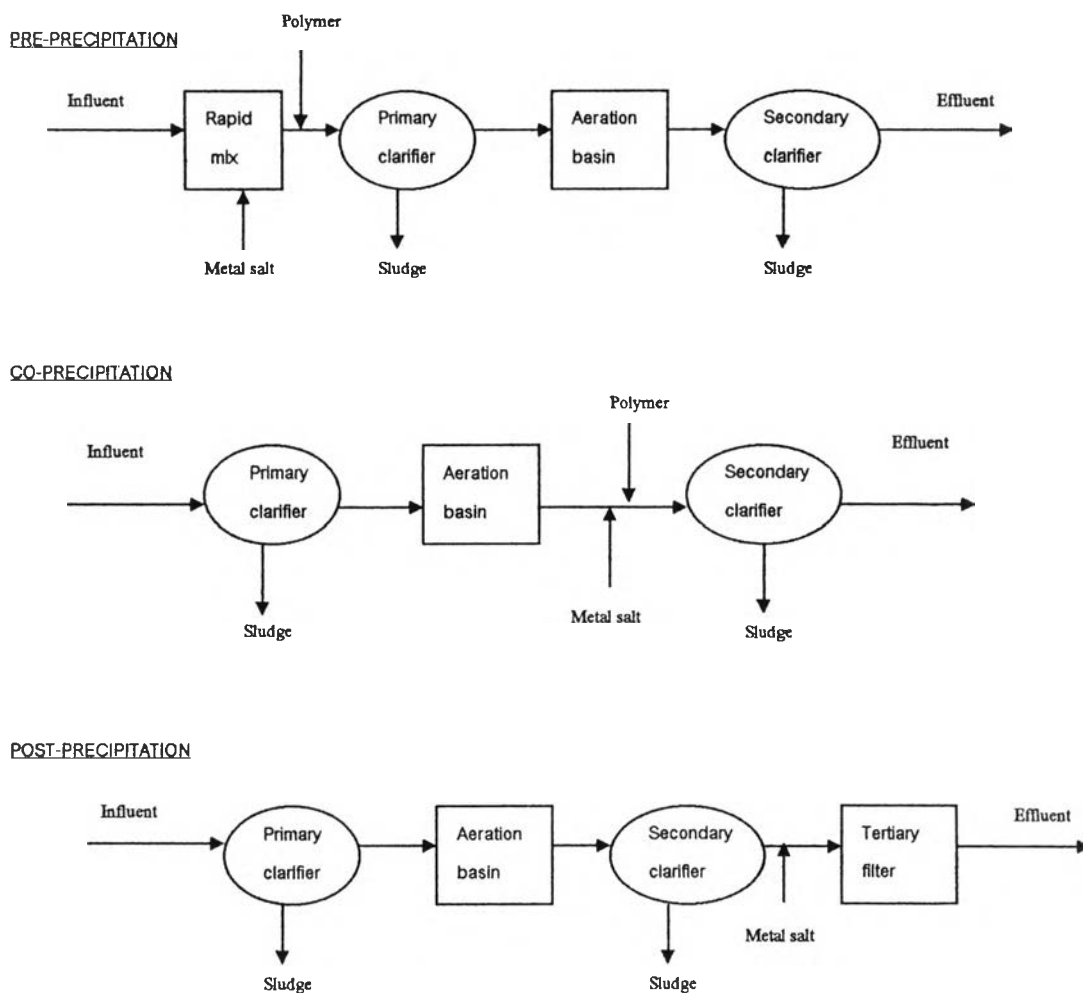 Polymer
PRE-PRECIPITATION
Influent
Effluent
Rapid
mix
Primary
clarifier
Aeration
basin
Secondary
clarifier
Metal salt
Sludge
Sludge
CO-PRECIPITATION
Polymer
Influent
Effluent
Primary
clarifier
Aeration
basin
Secondary
clarifier
Metal salt
Sludge
Sludge
POST-PRECIPITATION
Influent
Effluent
Primary
clarifier
Aeration
basin
Secondary
clarifier
Tertiary
filter
Metal salt
Sludge
Sludge